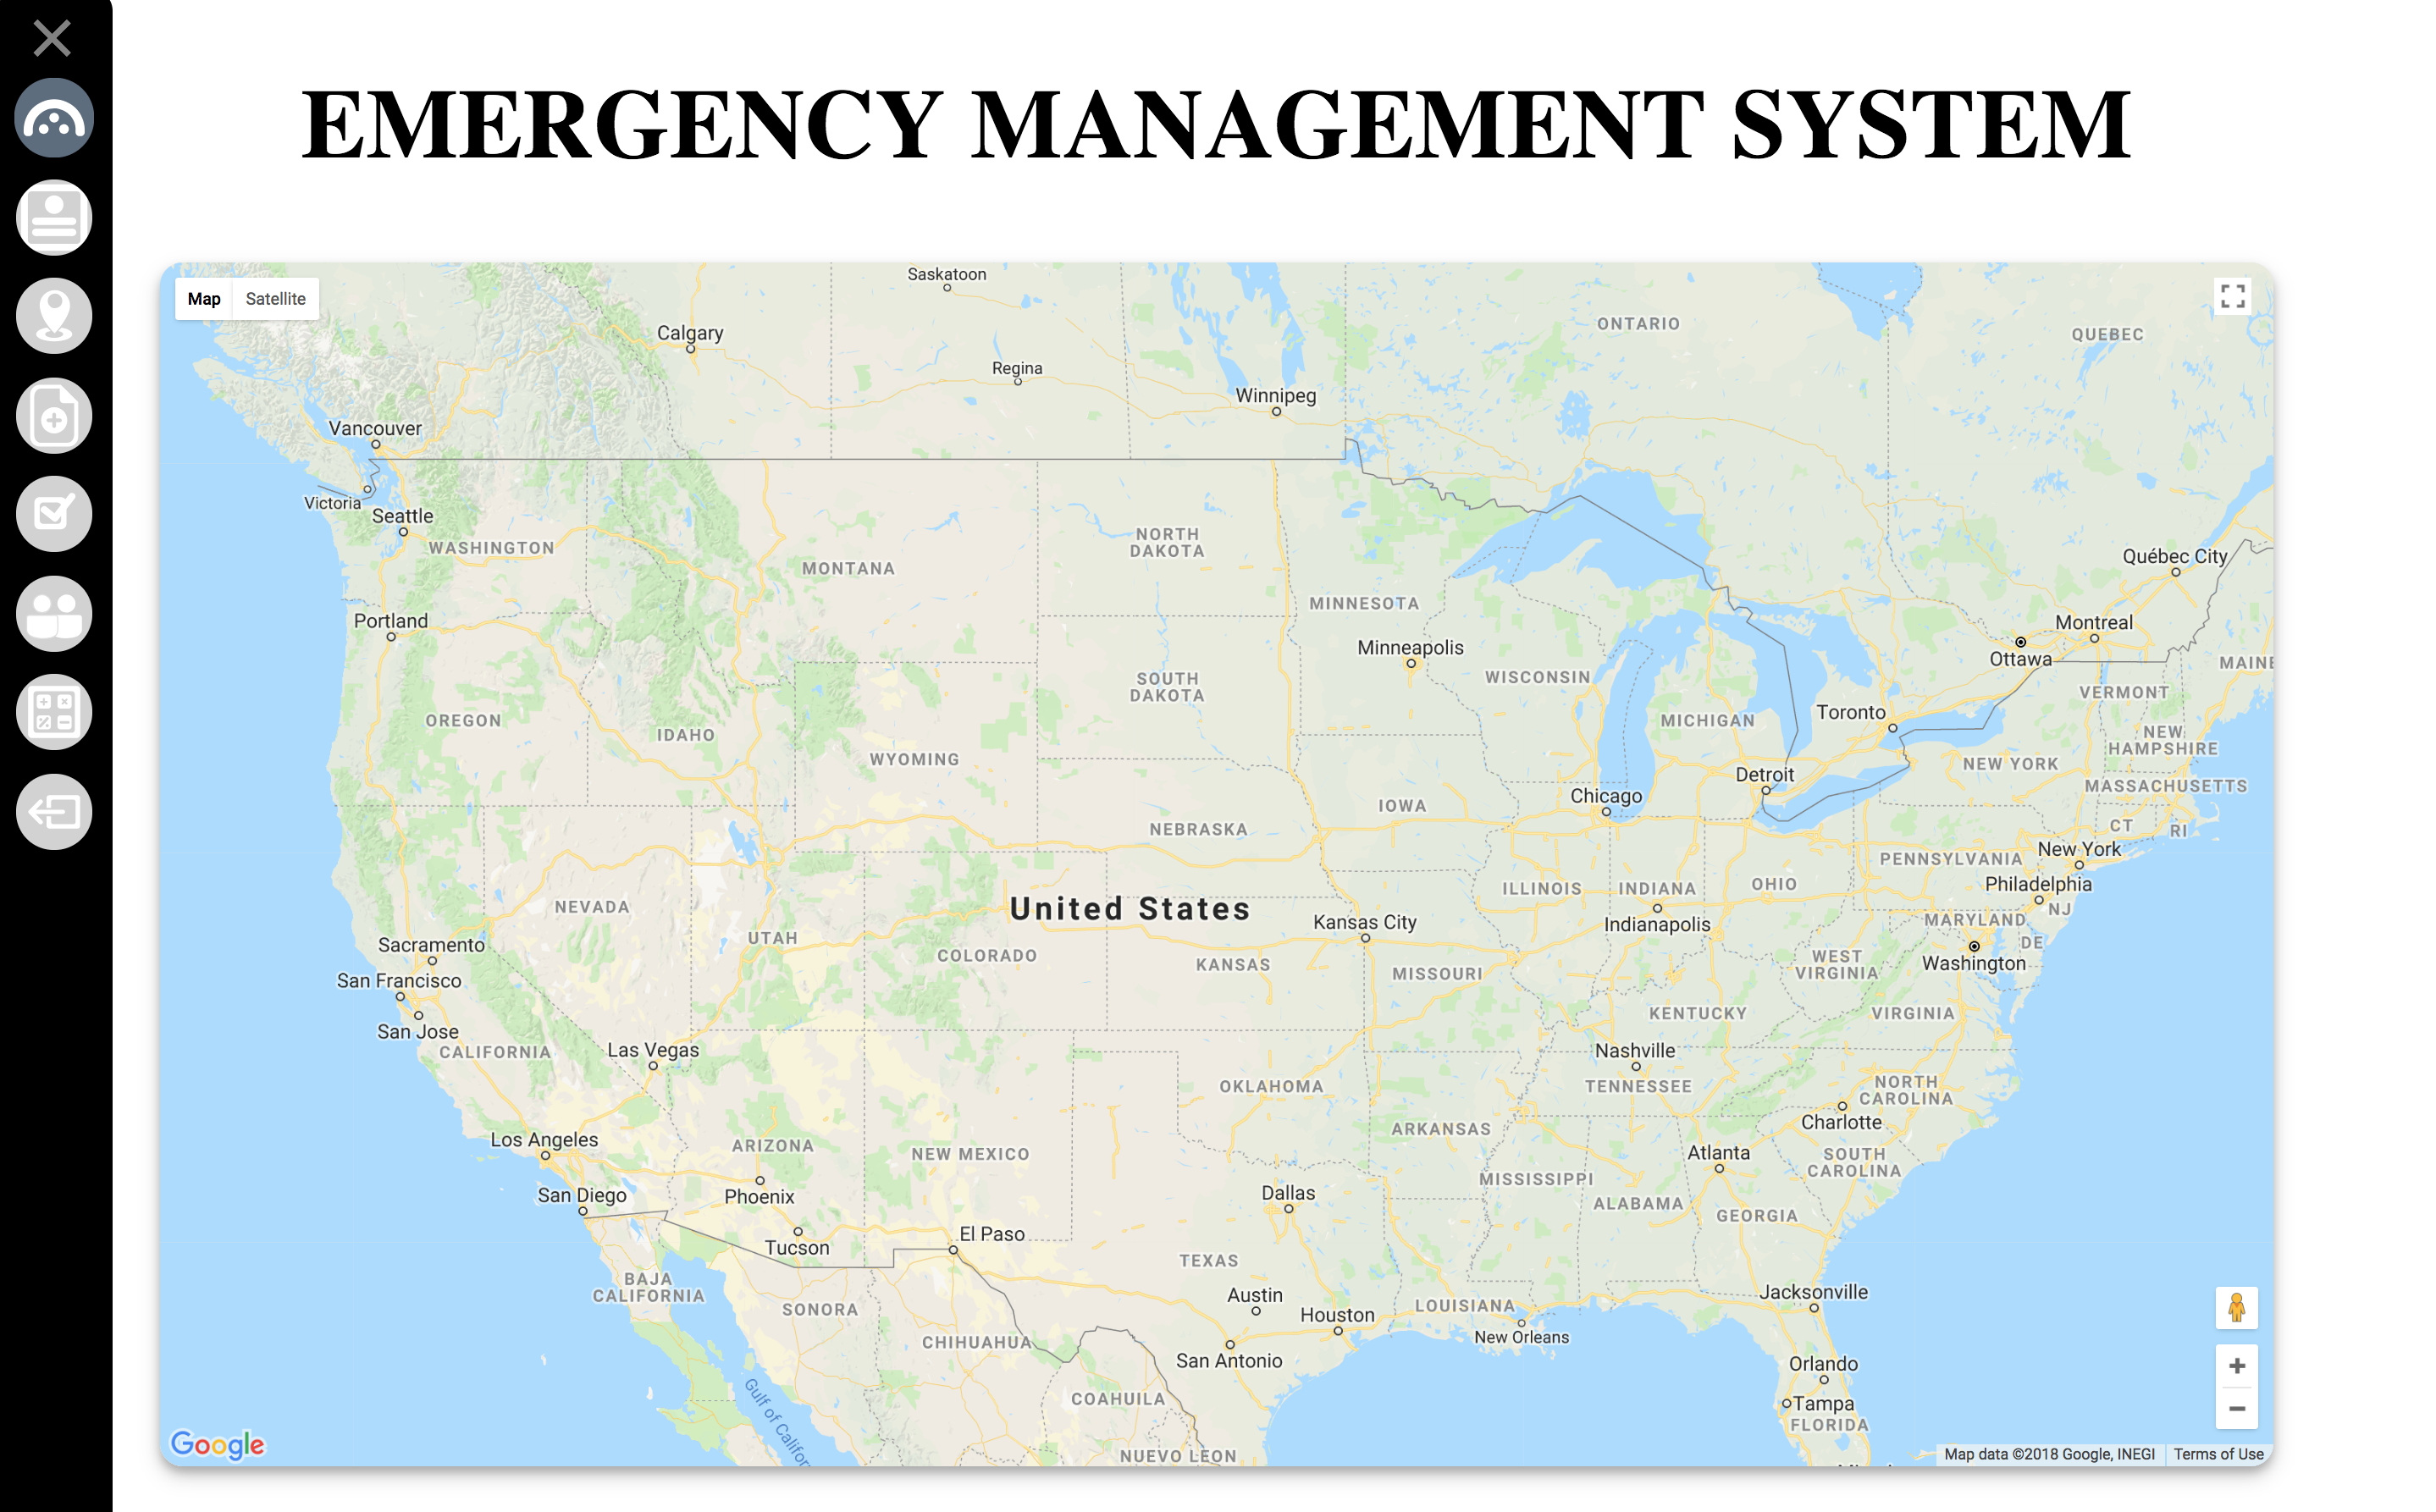 EMERGENCY MANAGEMENT SYSTEM
Map
Satellite
Saskatoon
Calgary
ONTARIO
QUEBEC
Regina
Winnipeg
Vancouver
Victoria
Seattle
WASHINGTON
NORTH
DAKOTA
MONTANA
Québec City
MINNESOTA
Portland
Montreal
Minneapolis
Ottawa
MAINE
WISCONSIN
SOUTH
DAKOTA
VERMONT
OREGON
IDAHO
MICHIGAN
Toronto
NEW
HAMPSHIRE
WYOMING
NEW YORK
Detroit
MASSACHUSETTS
Chicago
IOWA
NEBRASKA
CT
RI
New York
PENNSYLVANIA
Philadelphia
ILLINOIS
INDIANA
OHIO
NEVADA
United States
NJ
Kansas City
Indianapolis
MARYLAND
UTAH
DE
Sacramento
COLORADO
KANSAS
MISSOURI
WEST
VIRGINIA
Washington
San Francisco
San Jose
KENTUCKY
VIRGINIA
CALIFORNIA
Las Vegas
Nashville
OKLAHOMA
TENNESSEE
NORTH
CAROLINA
Charlotte
ARKANSAS
Los Angeles
ARIZONA
NEW MEXICO
Atlanta
SOUTH
CAROLINA
MISSISSIPPI
San Diego
Phoenix
Dallas
ALABAMA
GEORGIA
El Paso
Tucson
TEXAS
BAJA
CALIFORNIA
SONORA
Austin
Houston
LOUISIANA
Jacksonville
New Orleans
CHIHUAHUA
San Antonio
Orlando
COAHUILA
Tampa
FLORIDA
Gulf of Califor
Google
NUEVO LEON
Map data ©2018 Google, INEGI
Terms of Use